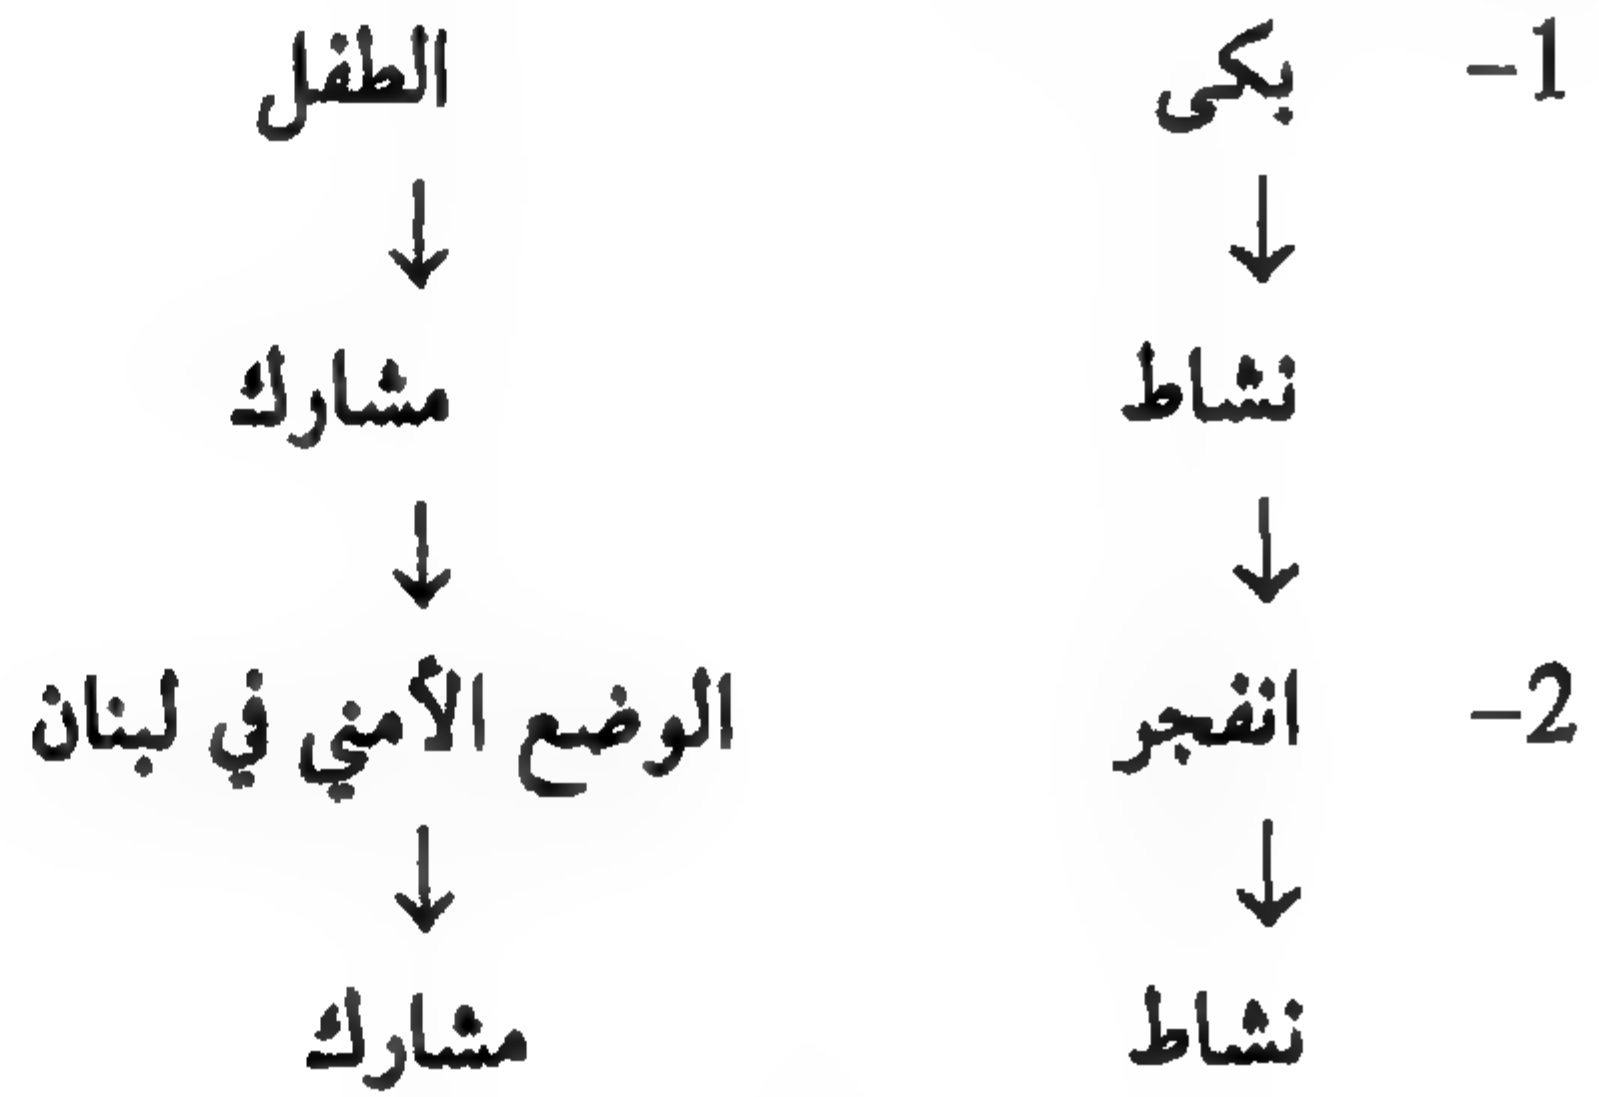 1- بكى الطفل
↓ ↓
نشاط مشارك
↓ ↓
2- انفجر الوضع الأمني في لبنان
↓ ↓
نشاط مشارك